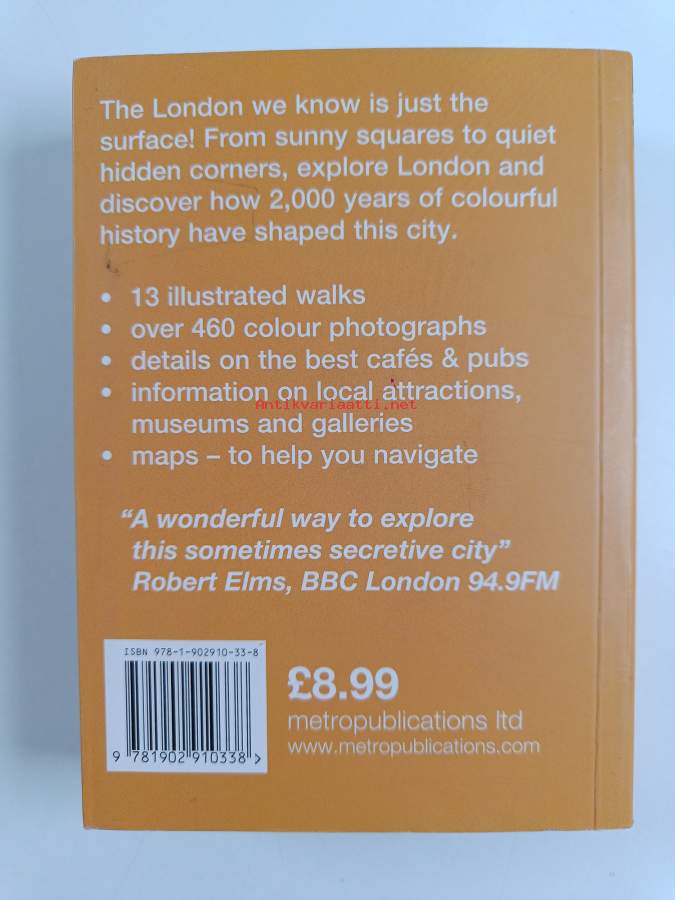 The London we know is just the
surface! From sunny squares to quiet
hidden corners, explore London and
discover how 2,000 years of colourful
history have shaped this city.
• 13 illustrated walks
• over 460 colour photographs
• details on the best cafés & pubs
• information on local attractions,
Antikvariaatti.net
museums and galleries
• maps – to help you navigate
“A wonderful way to explore
this sometimes secretive city”
Robert Elms, BBC London 94.9FM
ISBN 978-1-902910-33-8
9 781902 910338 >
£8.99
metropublications ltd
www.metropublications.com